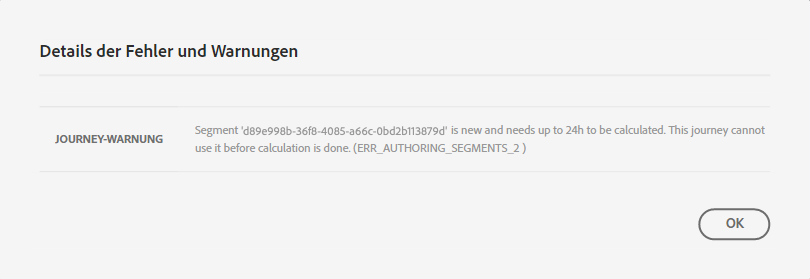 Details der Fehler und Warnungen
JOURNEY-WARNUNG
Segment 'd89e998b-36f8-4085-a66c-0bd2b113879d' is new and needs up to 24h to be calculated. This journey cannot
use it before calculation is done. (ERR_AUTHORING_SEGMENTS_2 )
OK